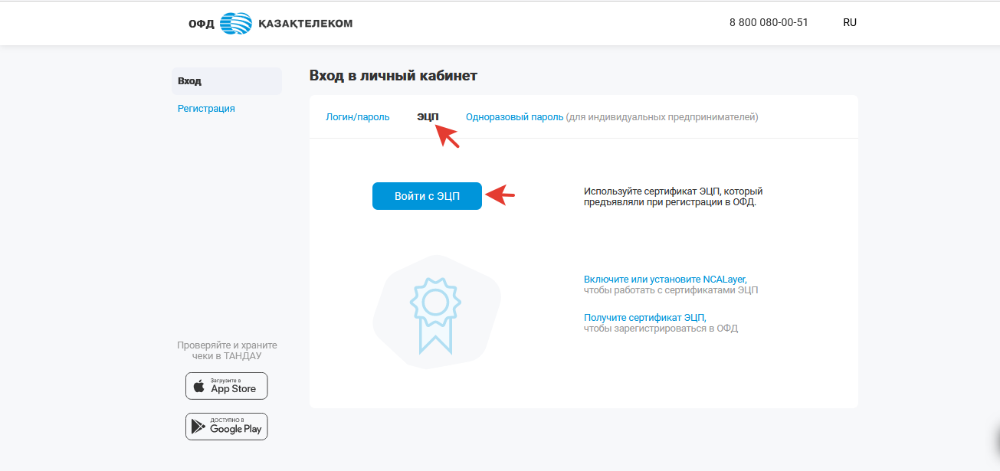 ОФД ҚАЗАҚТЕЛЕКОМ
8 800 080-00-51
RU
Вход
Регистрация
Вход в личный кабинет
Логин/пароль
ЭЦП
Одноразовый пароль (для индивидуальных предпринимателей)
Войти с ЭЦП
Используйте сертификат ЭЦП, который
предъявляли при регистрации в ОФД.
Включите или установите NCALayer,
чтобы работать с сертификатами ЭЦП
Получите сертификат ЭЦП,
чтобы зарегистрироваться в ОФД
Проверяйте и храните
чеки в ТАНДАУ
Загрузите в
App Store
ДОСТУПНО В
Google Play